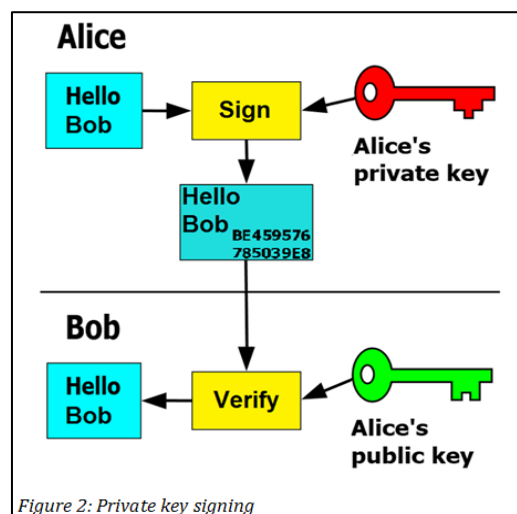 Alice
Hello
Bob
Sign
Alice's
private key
Hello
Bob
BE459576
785039E8
Bob
Hello
Bob
Verify
Alice's
public key
Figure 2: Private key signing